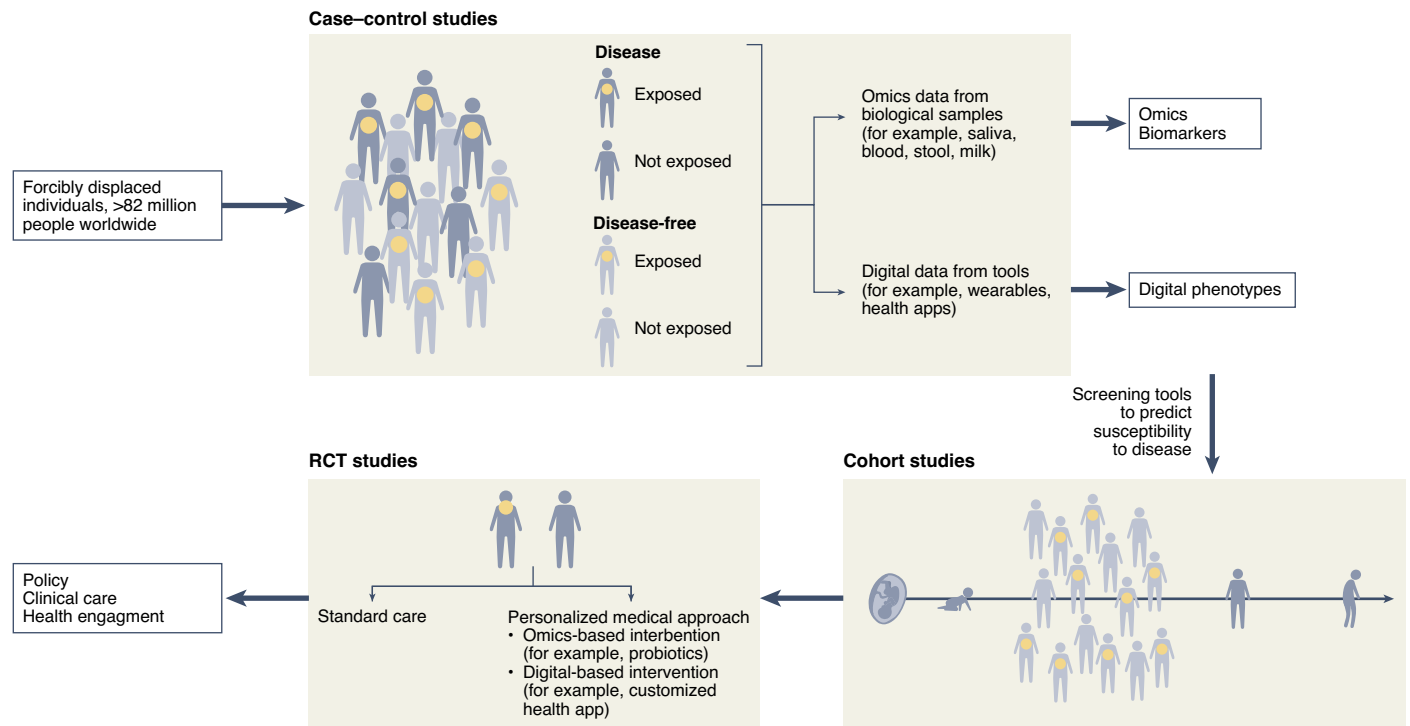 Case–control studies
Forcibly displaced
individuals, >82 million
people worldwide
Disease
Exposed
Not exposed
Disease-free
Exposed
Not exposed
Omics data from
biological samples
(for example, saliva,
blood, stool, milk)
Digital data from tools
(for example, wearables,
health apps)
Omics
Biomarkers
Digital phenotypes
Screening tools
to predict
susceptibility
to disease
Cohort studies
RCT studies
Standard care
Personalized medical approach
• Omics-based interbention
(for example, probiotics)
• Digital-based intervention
(for example, customized
health app)
Policy
Clinical care
Health engagment